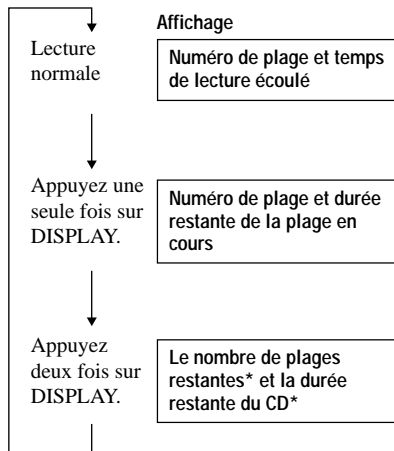 Affichage
Lecture
normale
Numéro de plage et temps
de lecture écoulé
Appuyez une
seule fois sur
DISPLAY.
Numéro de plage et durée
restante de la plage en
cours
Appuyez
deux fois sur
DISPLAY.
Le nombre de plages
restantes* et la durée
restante du CD*